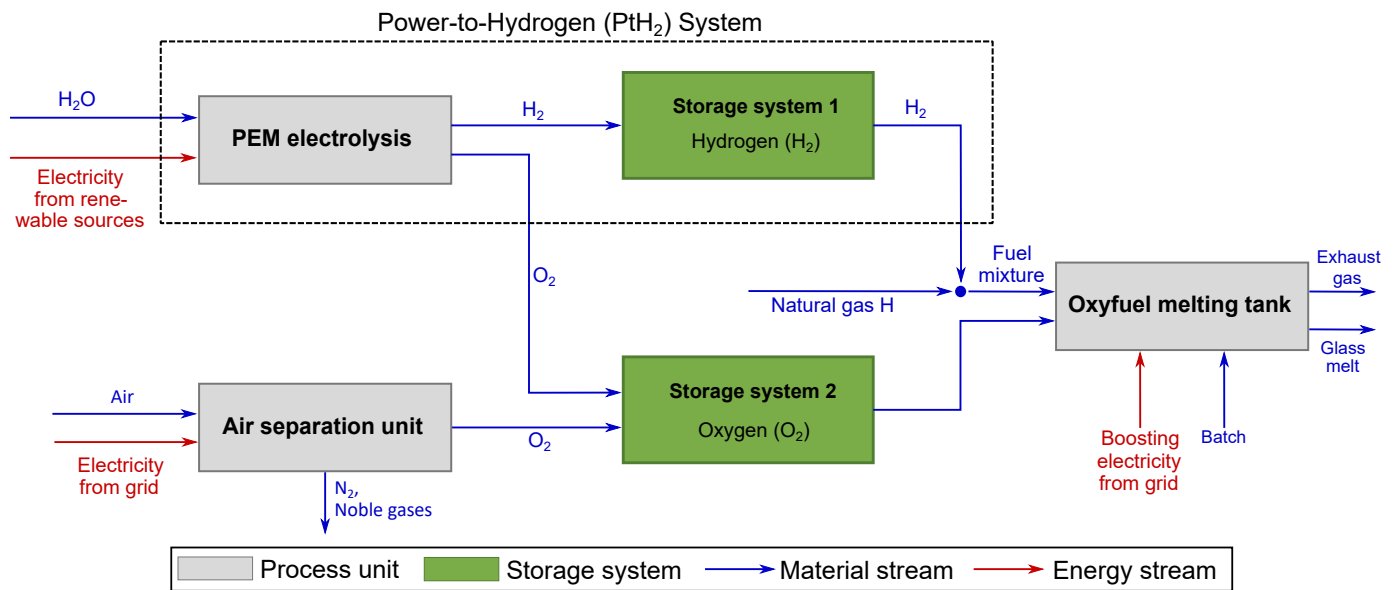 Power-to-Hydrogen (PtH₂) System
H₂O
Electricity
from rene-
wable sources
PEM electrolysis
H₂
Storage system 1
Hydrogen (H₂)
H₂
O₂
Natural gas H
Fuel
mixture
Oxyfuel melting tank
Exhaust
gas
Glass
melt
Air
Electricity
from grid
Air separation unit
O₂
N₂,
Noble gases
Storage system 2
Oxygen (O₂)
Boosting
electricity
from grid
Batch
Process unit
Storage system
Material stream
Energy stream